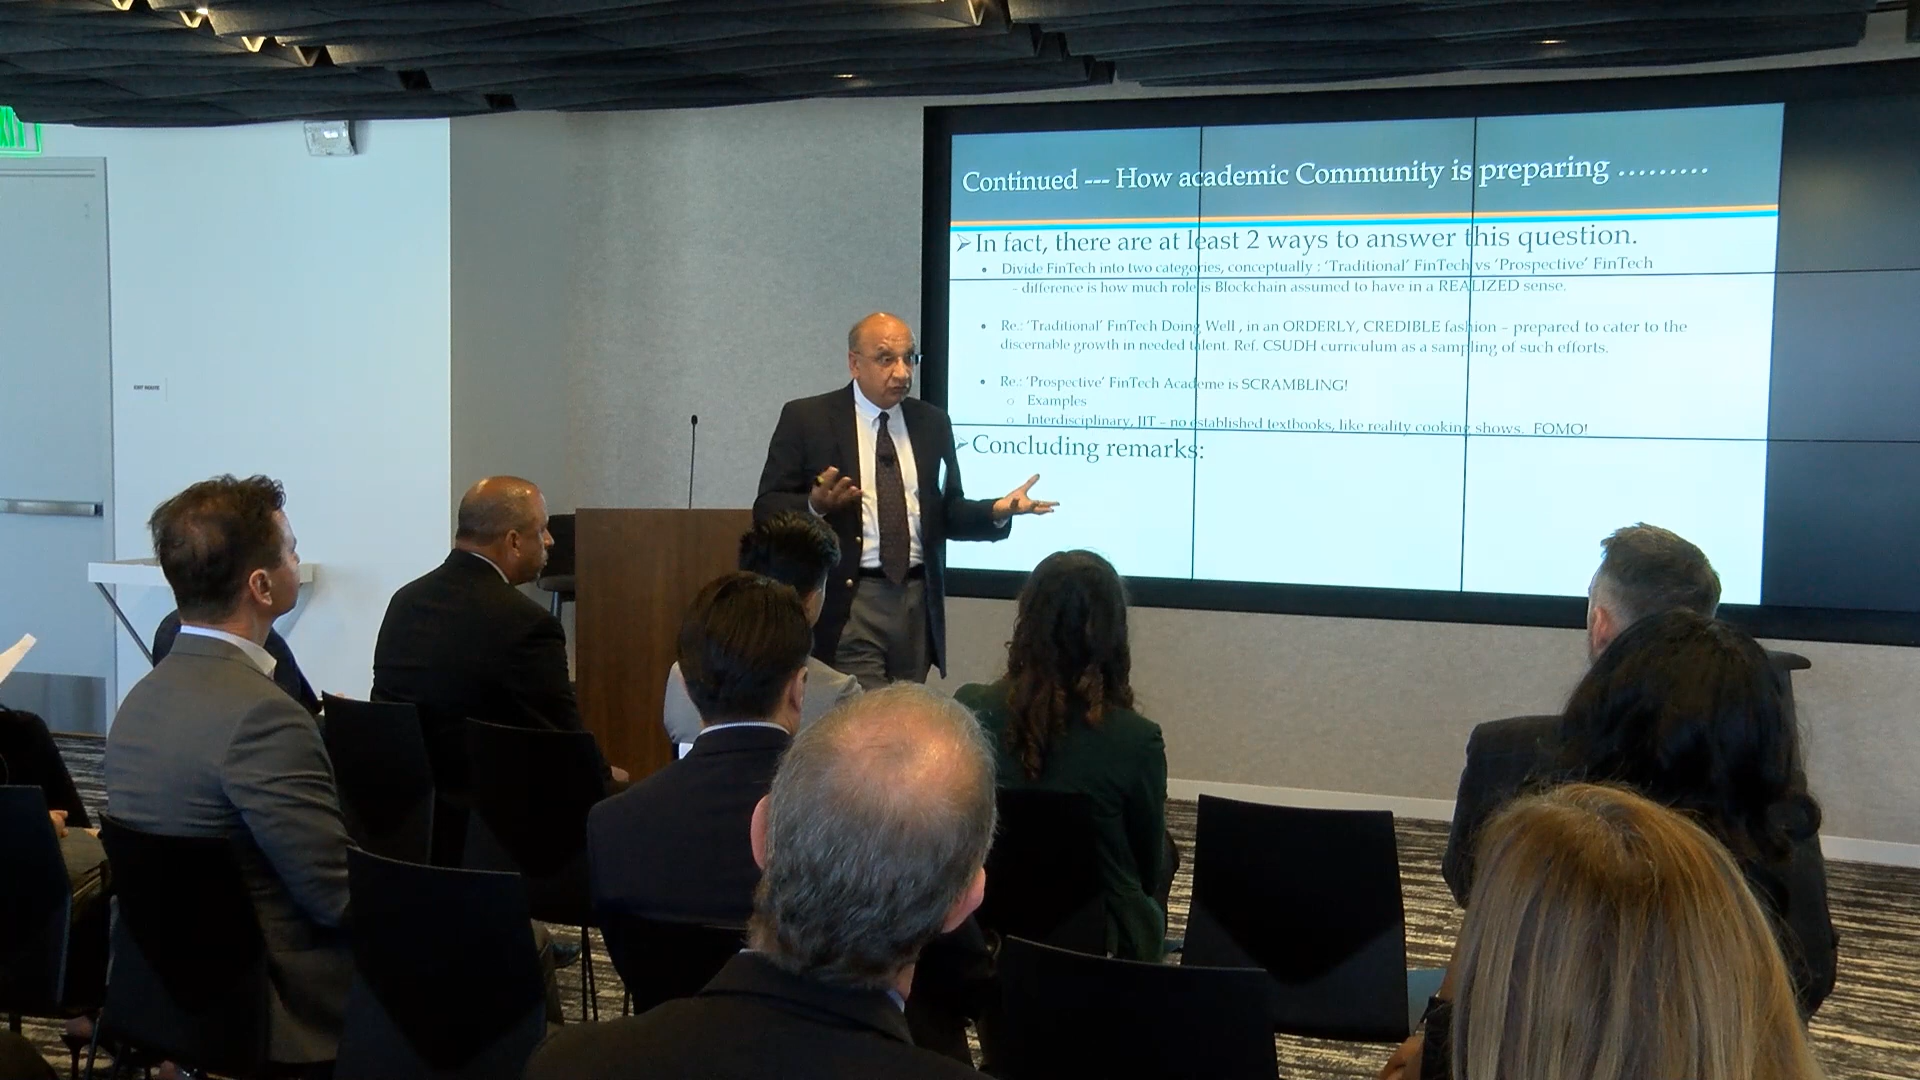 Continued --- How academic Community is preparing .........
➢In fact, there are at least 2 ways to answer this question.
• Divide FinTech into two categories, conceptually : 'Traditional' FinTech vs 'Prospective' FinTech
– difference is how much role is Blockchain assumed to have in a REALIZED sense.
• Re.: 'Traditional' FinTech Doing Well , in an ORDERLY, CREDIBLE fashion – prepared to cater to the
discernable growth in needed talent. Ref. CSUDH curriculum as a sampling of such efforts.
• Re.: 'Prospective' FinTech Academe is SCRAMBLING!
o Examples
o Interdisciplinary, JIT – no established textbooks, like reality cooking shows. FOMO!
➢Concluding remarks: